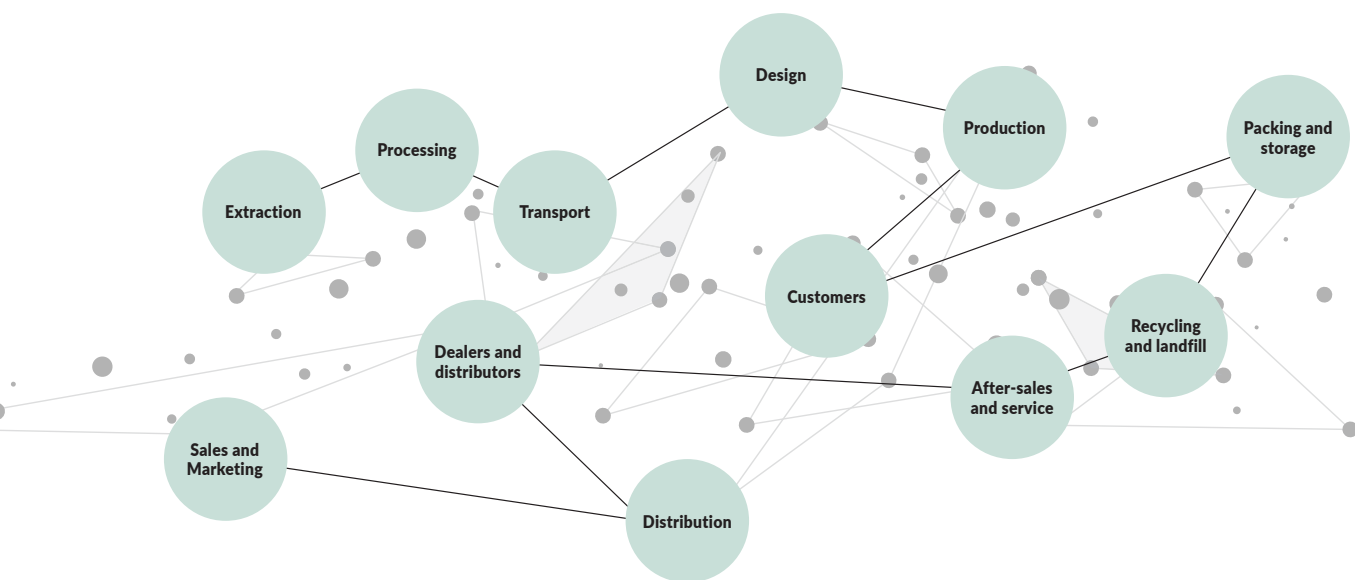 Design
Production
Packing and
storage
Processing
Extraction
Transport
Customers
Recycling
and landfill
Dealers and
distributors
After-sales
and service
Sales and
Marketing
Distribution